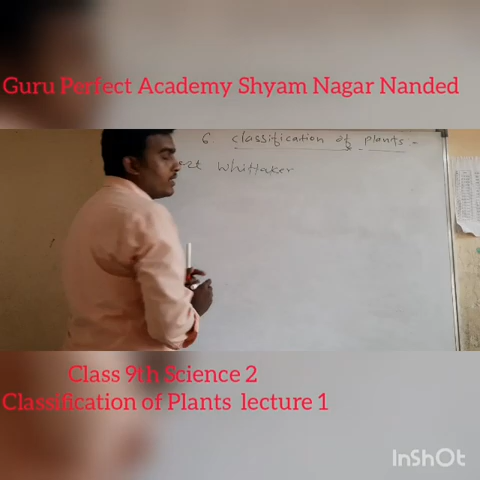 Guru Perfect Academy Shyam Nagar Nanded
6 classification of plants -
Whittaker
Class 9th Science 2
Classification of Plants lecture 1
InShOt